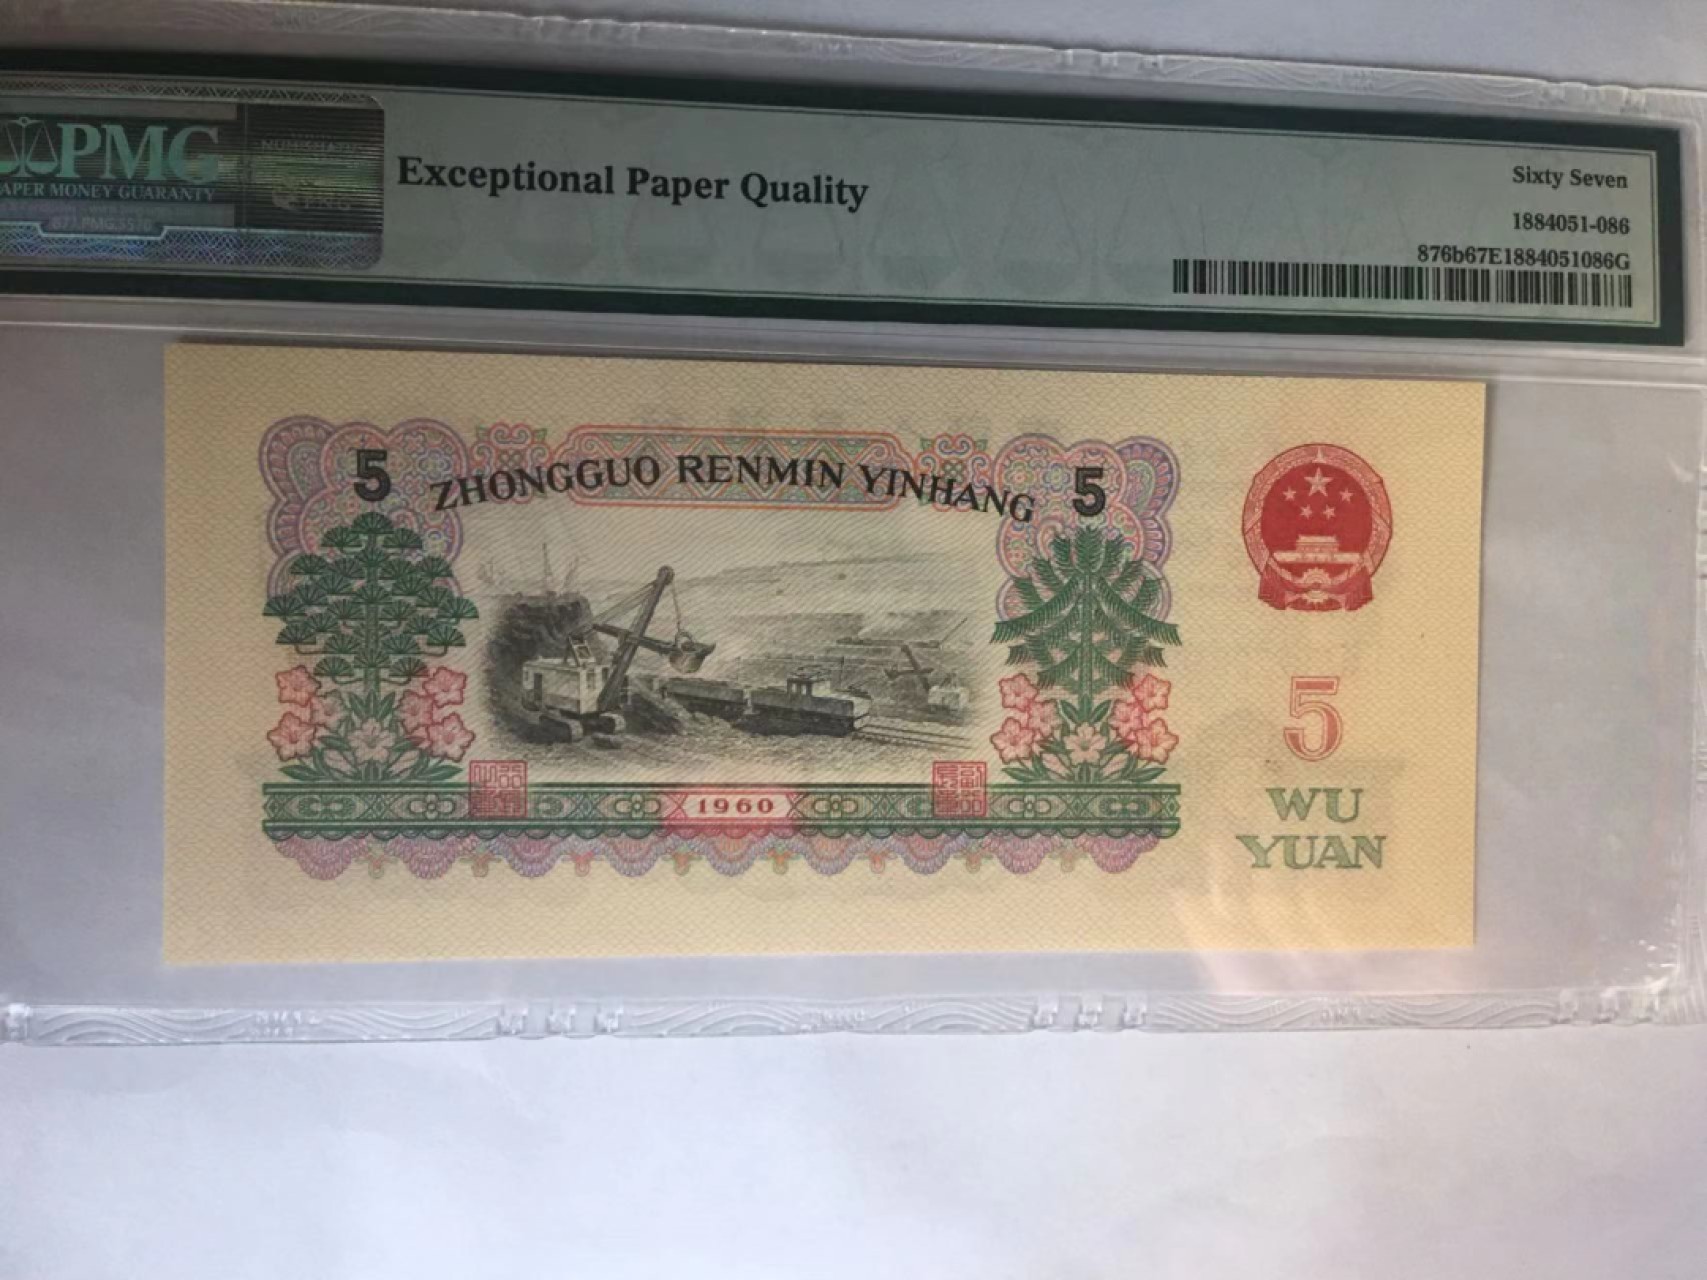 PMG
PAPER MONEY GUARANTY
Exceptional Paper Quality
Sixty Seven
1884051-086
876b67E1884051086G
5
ZHONGGUO RENMIN YINHANG
5
5
1960
WU
YUAN